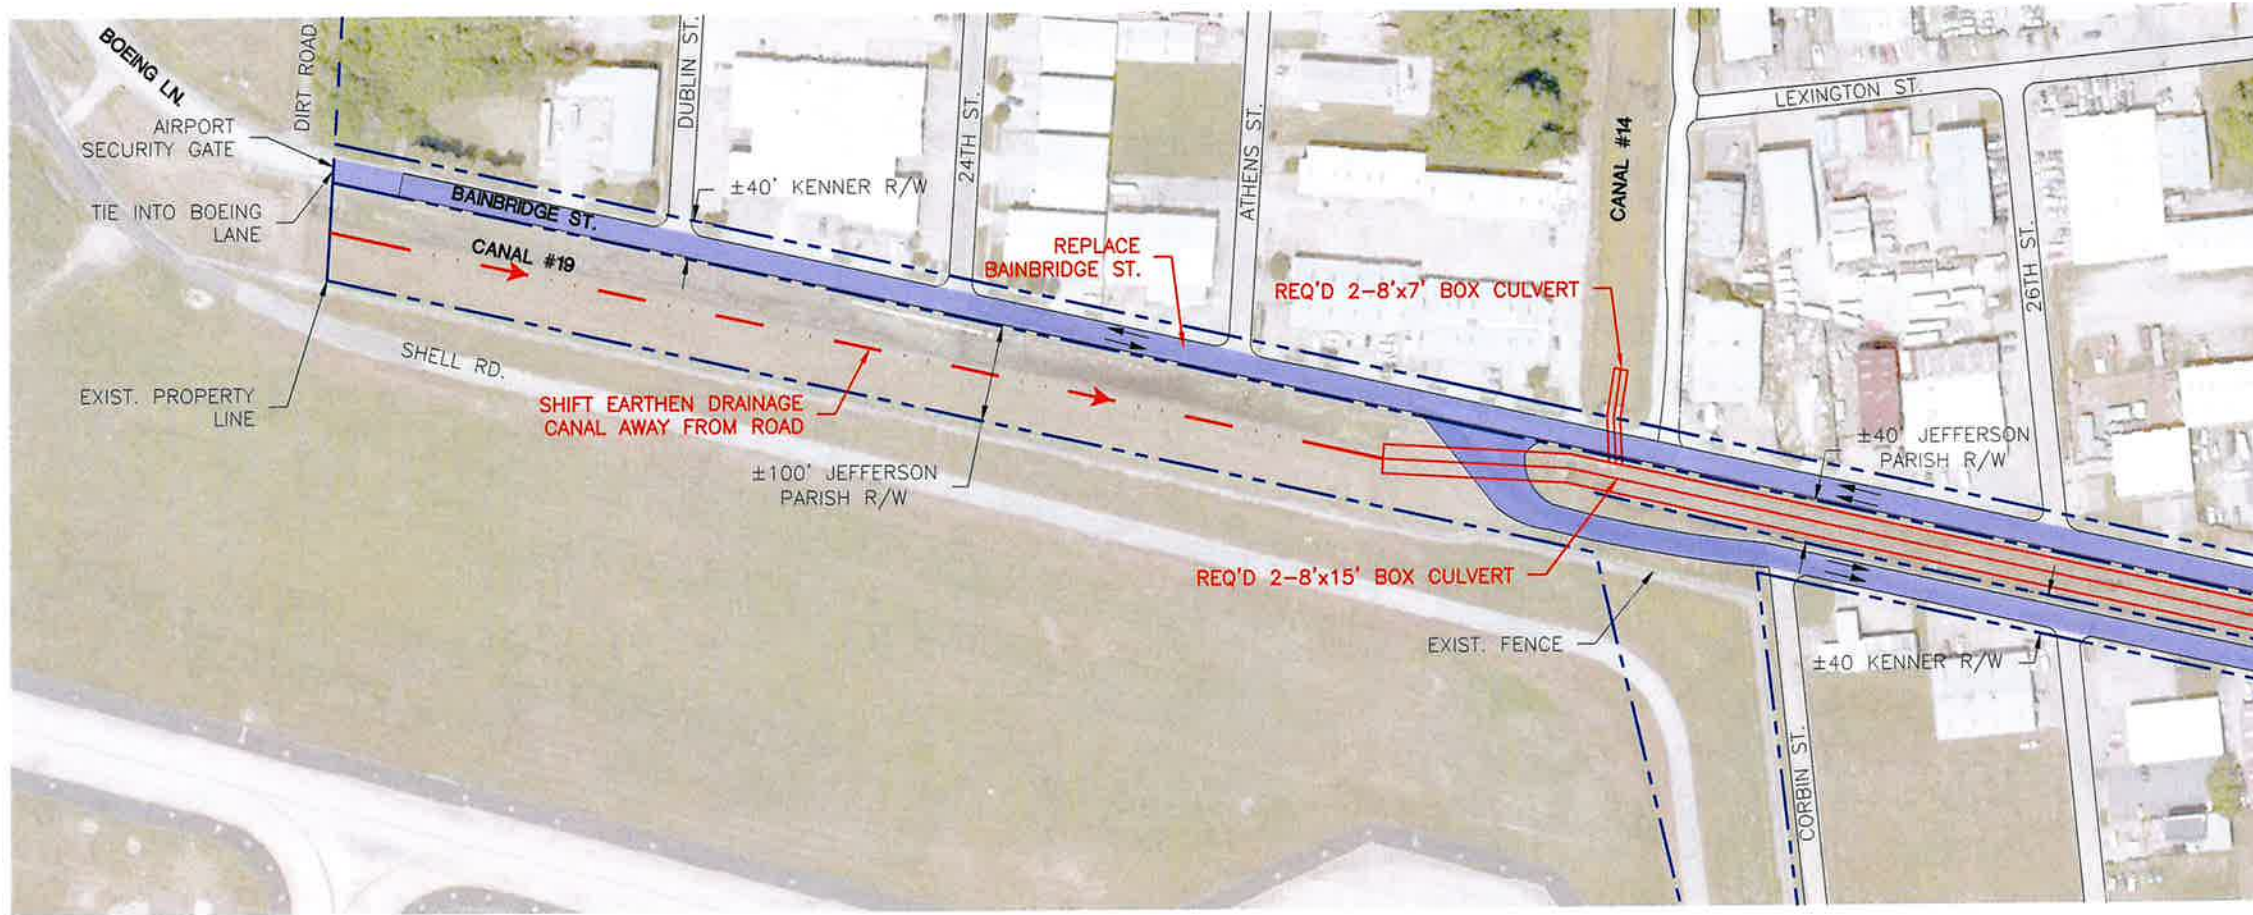 BOEING LN.
DIRT ROAD
AIRPORT
SECURITY GATE
TIE INTO BOEING
LANE
EXIST. PROPERTY
LINE
BAINBRIDGE ST.
CANAL #19
SHELL RD.
DUBLIN ST.
±40' KENNER R/W
24TH ST.
ATHENS ST.
REPLACE
BAINBRIDGE ST.
SHIFT EARTHEN DRAINAGE
CANAL AWAY FROM ROAD
±100' JEFFERSON
PARISH R/W
REQ'D 2-8'x7' BOX CULVERT
CANAL #14
LEXINGTON ST.
26TH ST.
±40' JEFFERSON
PARISH R/W
REQ'D 2-8'x15' BOX CULVERT
EXIST. FENCE
±40 KENNER R/W
CORBIN ST.